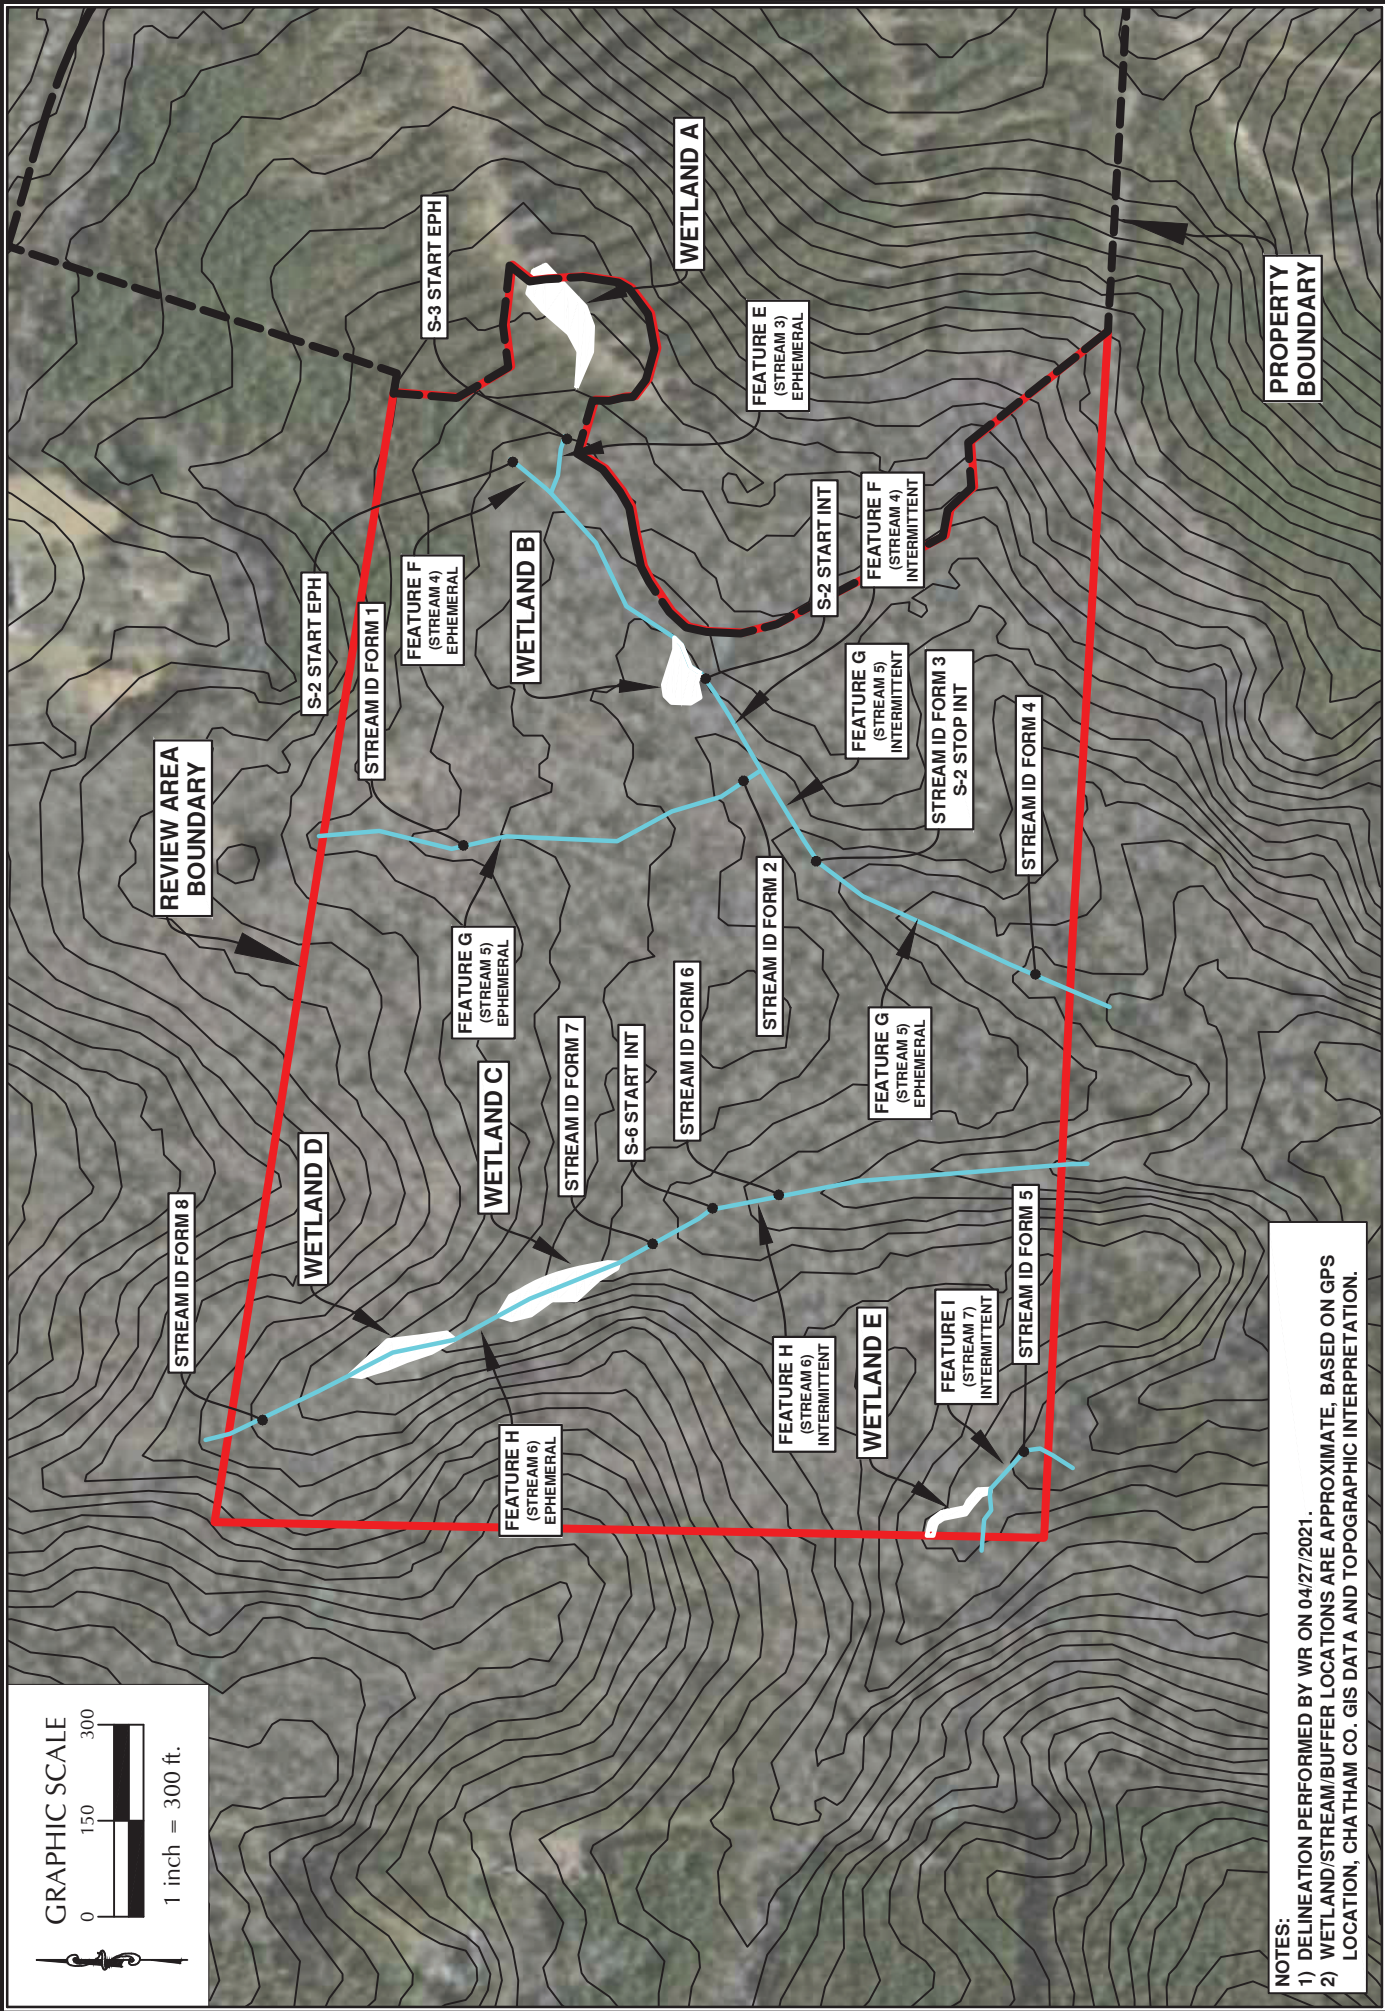 GRAPHIC SCALE
0 150 300
1 inch = 300 ft.
STREAM ID FORM 8
WETLAND D
REVIEW AREA
BOUNDARY
S-2 START EPH
STREAM ID FORM 1
S-3 START EPH
FEATURE F
(STREAM 4)
EPHEMERAL
WETLAND B
WETLAND A
FEATURE G
(STREAM 5)
EPHEMERAL
WETLAND C
STREAM ID FORM 7
S-6 START INT
STREAM ID FORM 6
FEATURE H
(STREAM 6)
EPHEMERAL
FEATURE E
(STREAM 3)
EPHEMERAL
S-2 START INT
FEATURE F
(STREAM 4)
INTERMITTENT
STREAM ID FORM 2
FEATURE G
(STREAM 5)
INTERMITTENT
STREAM ID FORM 3
S-2 STOP INT
STREAM ID FORM 4
FEATURE G
(STREAM 5)
EPHEMERAL
FEATURE H
(STREAM 6)
INTERMITTENT
WETLAND E
FEATURE I
(STREAM 7)
INTERMITTENT
STREAM ID FORM 5
PROPERTY
BOUNDARY
NOTES:
1) DELINEATION PERFORMED BY WR ON 04/27/2021.
2) WETLAND/STREAM/BUFFER LOCATIONS ARE APPROXIMATE, BASED ON GPS
LOCATION, CHATHAM CO. GIS DATA AND TOPOGRAPHIC INTERPRETATION.